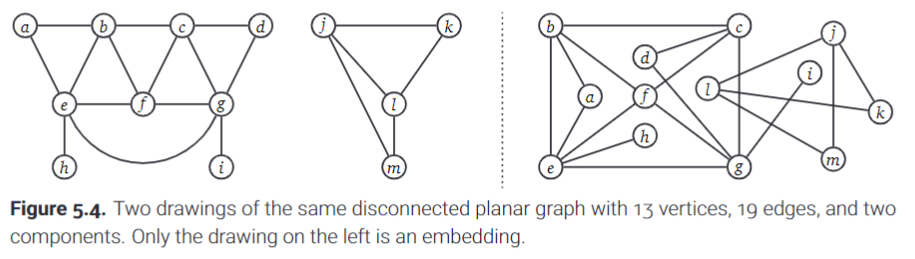 a b c d j k
e f g l
h i m
b c j
d i
a f l k
h
e g m
Figure 5.4. Two drawings of the same disconnected planar graph with 13 vertices, 19 edges, and two
components. Only the drawing on the left is an embedding.